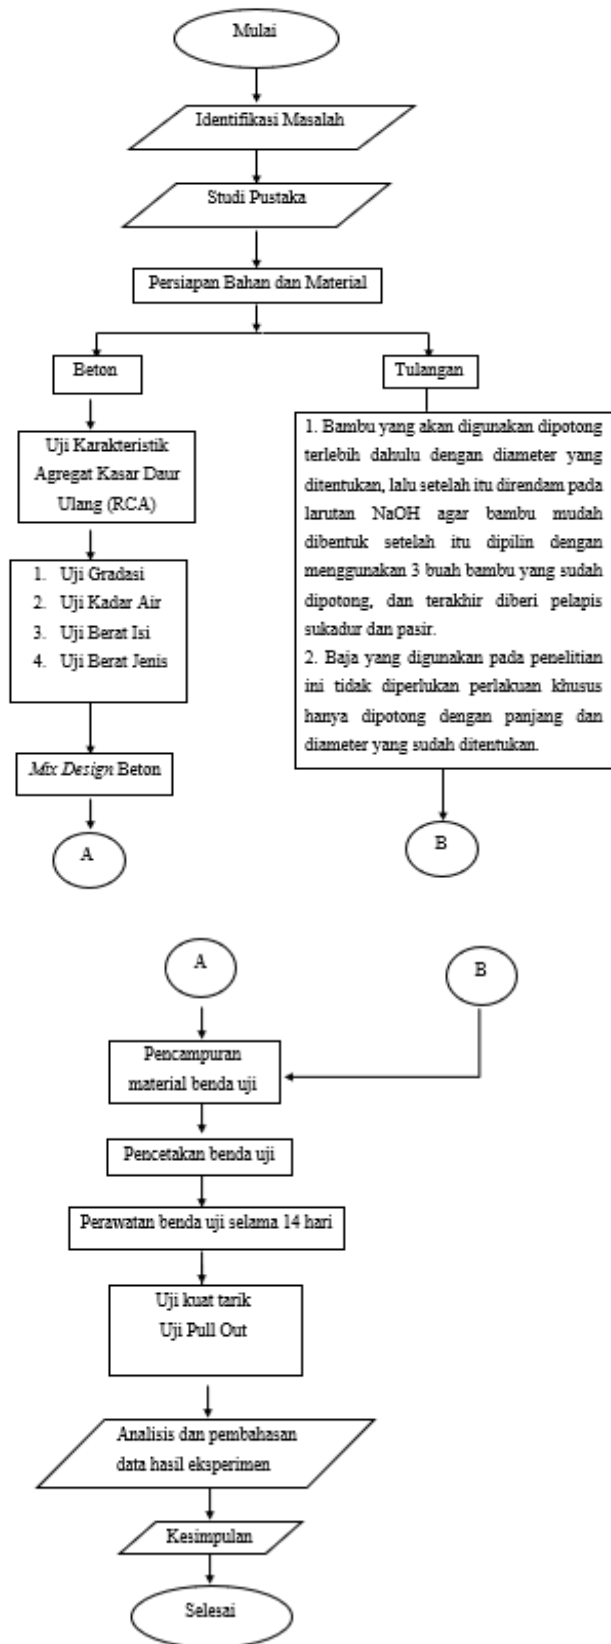 Mulai
Identifikasi Masalah
Studi Pustaka
Persiapan Bahan dan Material
Beton
Uji Karakteristik
Agregat Kasar Daur
Ulang (RCA)
1. Uji Gradasi
2. Uji Kadar Air
3. Uji Berat Isi
4. Uji Berat Jenis
Mix Design Beton
A
Tulangan
1. Bambu yang akan digunakan dipotong
terlebih dahulu dengan diameter yang
ditentukan, lalu setelah itu direndam pada
larutan NaOH agar bambu mudah
dibentuk setelah itu dipilin dengan
menggunakan 3 buah bambu yang sudah
dipotong, dan terakhir diberi pelapis
sukadur dan pasir.
2. Baja yang digunakan pada penelitian
ini tidak diperlukan perlakuan khusus
hanya dipotong dengan panjang dan
diameter yang sudah ditentukan.
B
A
B
Pencampuran
material benda uji
Pencetakan benda uji
Perawatan benda uji selama 14 hari
Uji kuat tarik
Uji Pull Out
Analisis dan pembahasan
data hasil eksperimen
Kesimpulan
Selesai